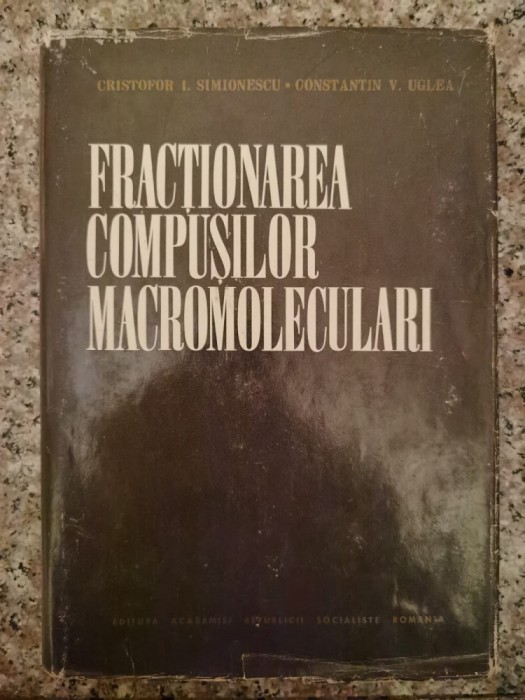 CRISTOFOR I. SIMIONESCU • CONSTANTIN V. UGLEA
FRACȚIONAREA
COMPUȘILOR
MACROMOLECULARI
EDITURA ACADEMIEI REPUBLICII SOCIALISTE ROMÂNIA